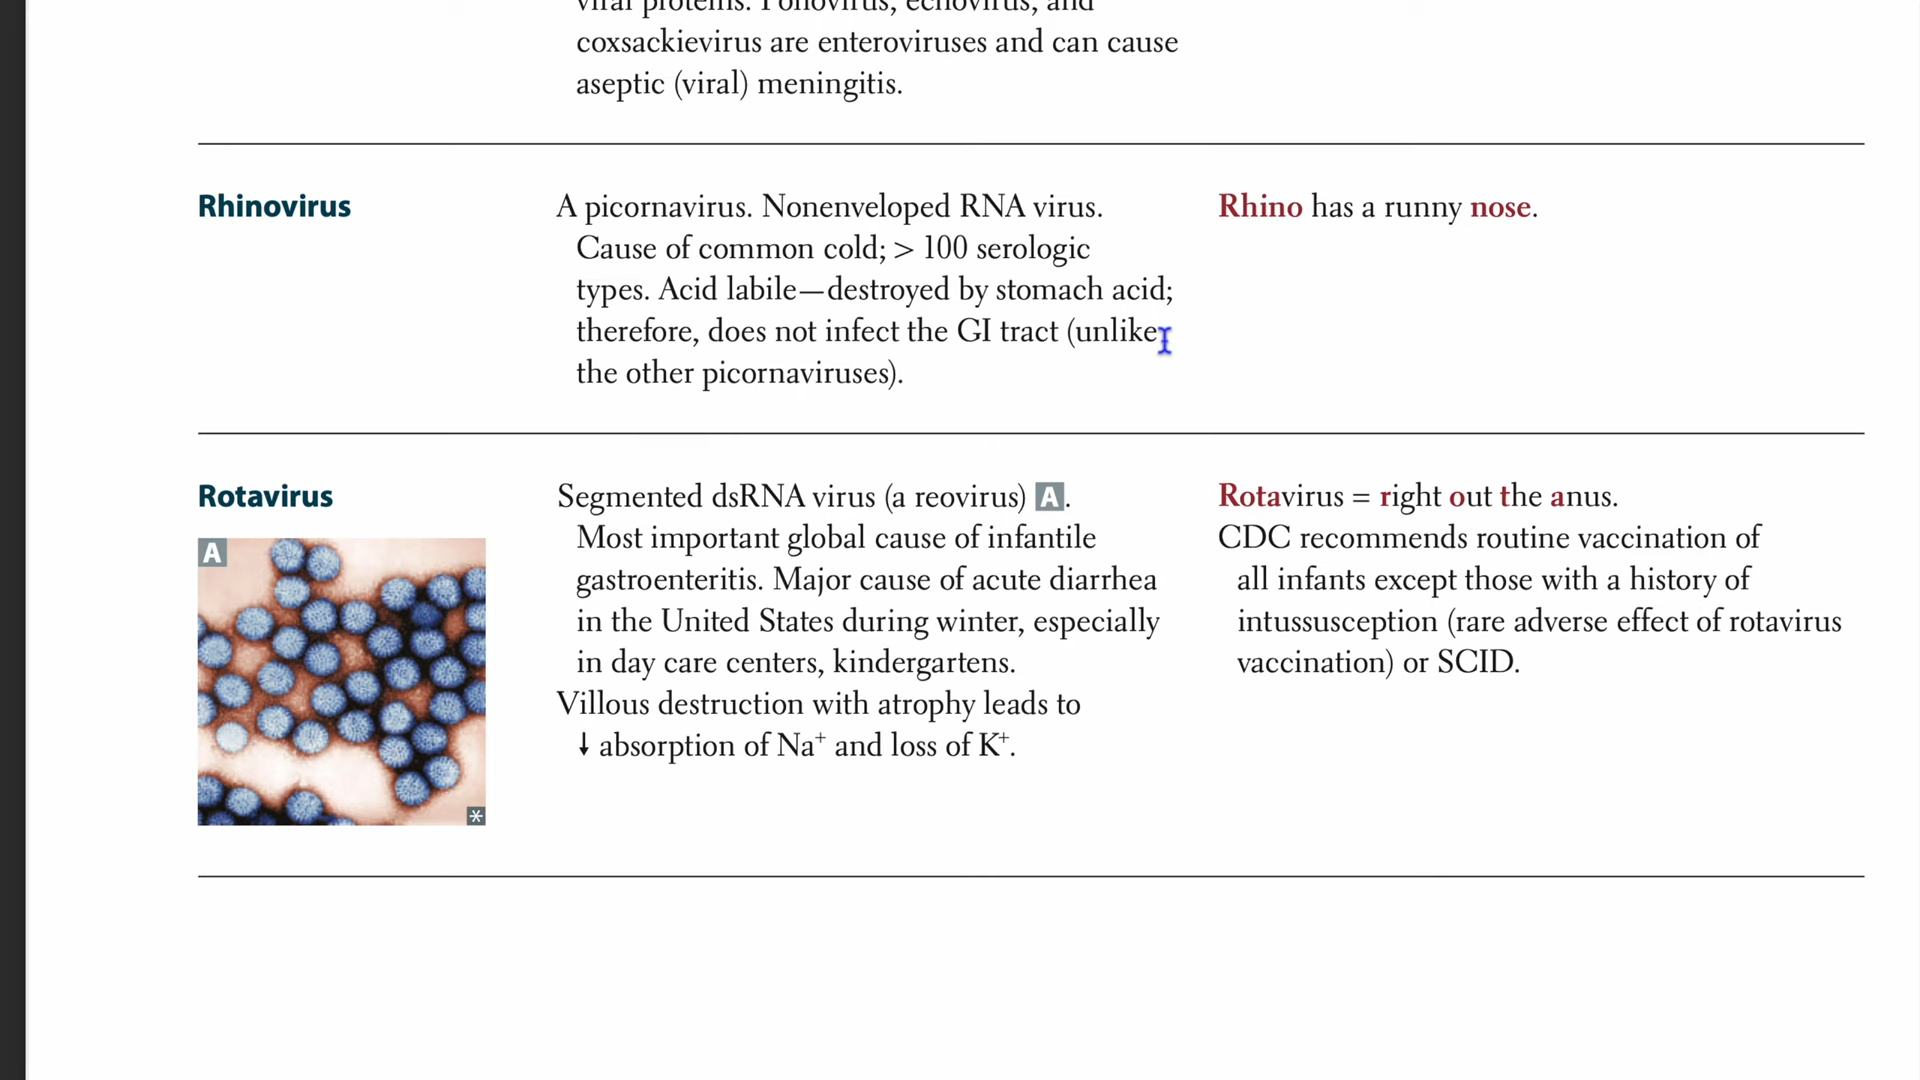 viral proteins. Poliovirus, echovirus, and
coxsackievirus are enteroviruses and can cause
aseptic (viral) meningitis.
Rhinovirus
A picornavirus. Nonenveloped RNA virus.
Cause of common cold; > 100 serologic
types. Acid labile—destroyed by stomach acid;
therefore, does not infect the GI tract (unlike
the other picornaviruses).
Rhino has a runny nose.
Rotavirus
A
*
Segmented dsRNA virus (a reovirus) A.
Most important global cause of infantile
gastroenteritis. Major cause of acute diarrhea
in the United States during winter, especially
in day care centers, kindergartens.
Villous destruction with atrophy leads to
↓ absorption of Na⁺ and loss of K⁺.
Rotavirus = right out the anus.
CDC recommends routine vaccination of
all infants except those with a history of
intussusception (rare adverse effect of rotavirus
vaccination) or SCID.